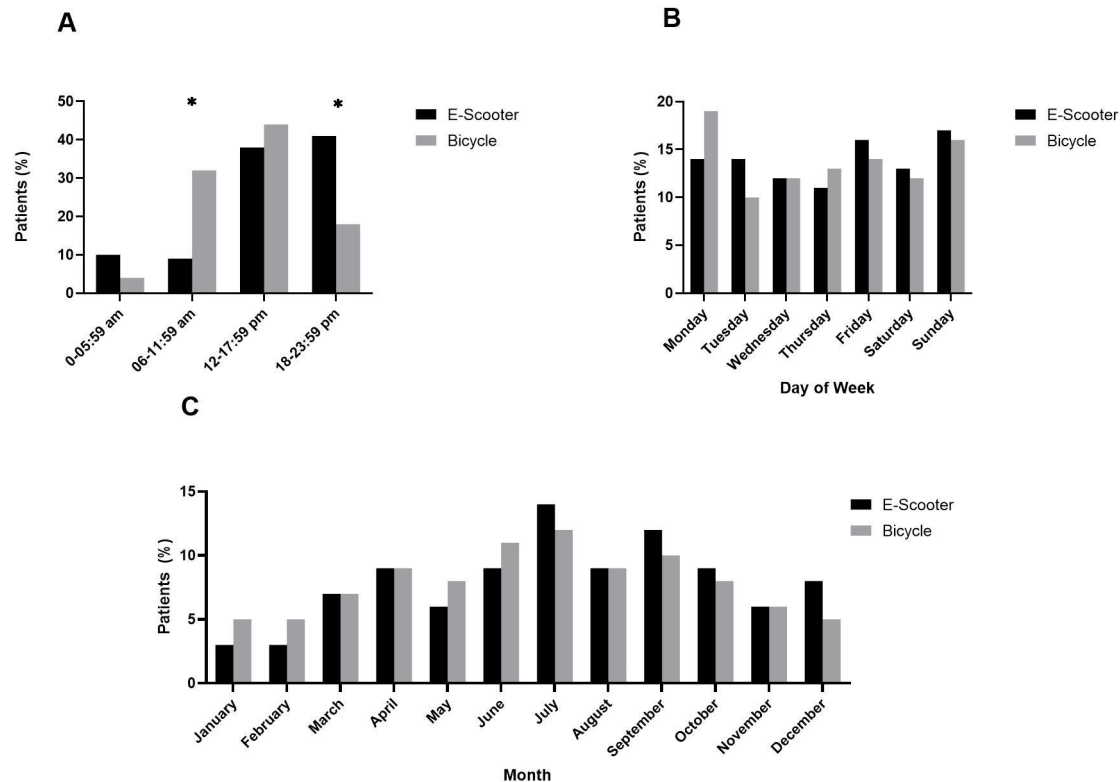 A
Patients (%)
50
40
30
20
10
0
*
*
0-05:59 am
06-11:59 am
12-17:59 pm
18-23:59 pm
E-Scooter
Bicycle
B
Patients (%)
20
15
10
5
0
Monday
Tuesday
Wednesday
Thursday
Friday
Saturday
Sunday
Day of Week
E-Scooter
Bicycle
C
Patients (%)
15
10
5
0
January
February
March
April
May
June
July
August
September
October
November
December
Month
E-Scooter
Bicycle